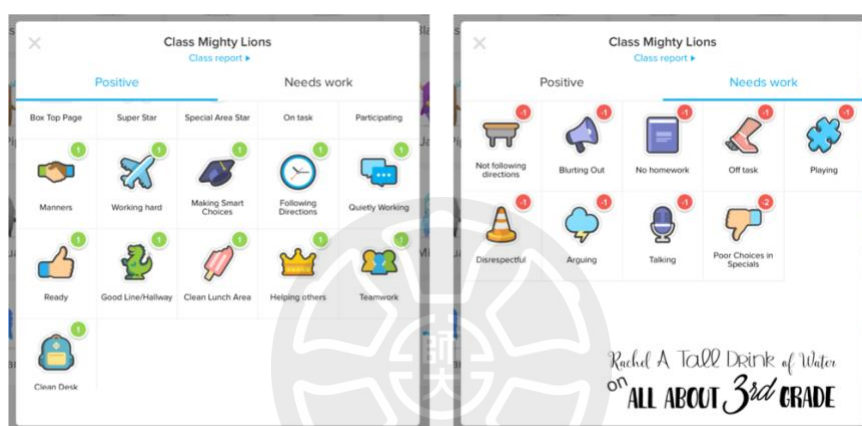 Class Mighty Lions
Class report ▸
Positive
Needs work
Box Top Page
Super Star
Special Area Star
On task
Participating
1
1
1
1
1
Manners
Working hard
Making Smart
Choices
Following
Directions
Quietly Working
1
1
1
1
1
Ready
Good Line/Hallway
Clean Lunch Area
Helping others
Teamwork
1
Clean Desk
Class Mighty Lions
Class report ▸
Positive
Needs work
-1
-1
-1
-1
-1
Not following
directions
Blurting Out
No homework
Off task
Playing
-1
-1
-1
-2
Disrespectful
Arguing
Talking
Poor Choices in
Specials
師大
Rachel A Tall Drink of Water
on ALL ABOUT 3rd GRADE